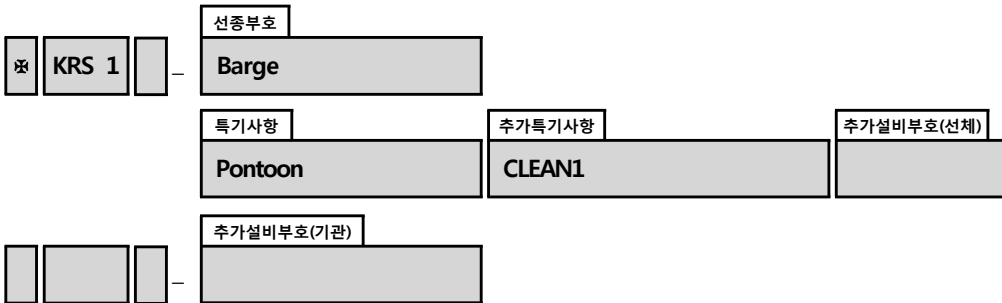 선종부호
✠ KRS 1 – Barge
특기사항 추가특기사항 추가설비부호(선체)
Pontoon CLEAN1
추가설비부호(기관)
–